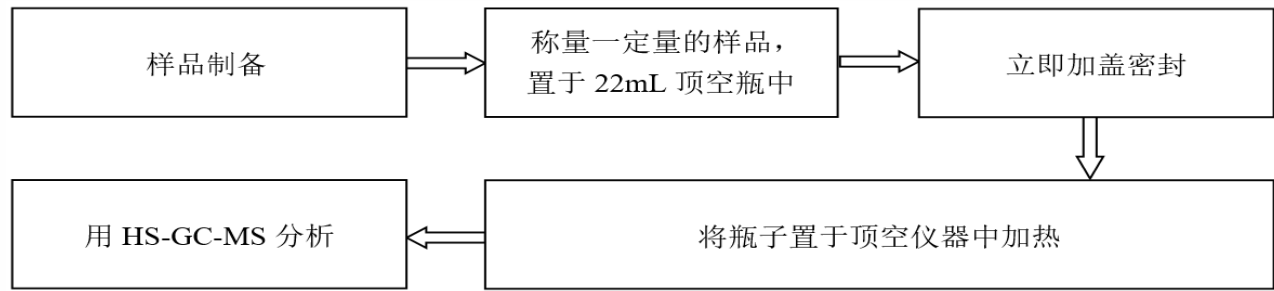 样品制备
称量一定量的样品，
置于 22mL 顶空瓶中
立即加盖密封
将瓶子置于顶空仪器中加热
用 HS-GC-MS 分析